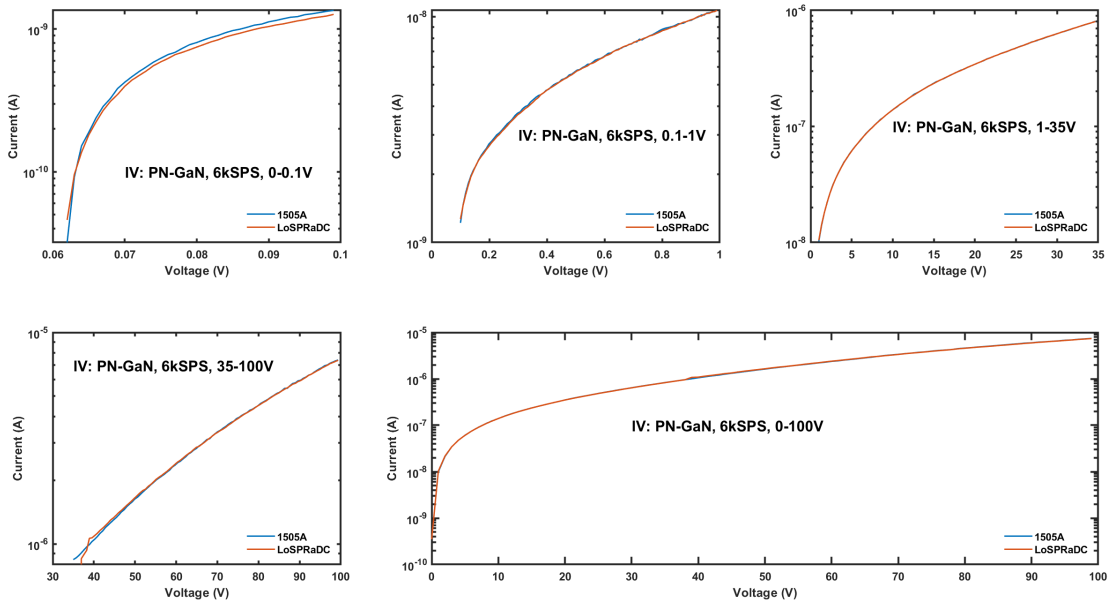 10^-9
10^-10
0.06 0.07 0.08 0.09 0.1
Current (A)
Voltage (V)
IV: PN-GaN, 6kSPS, 0-0.1V
1505A
LoSPRaDC
10^-8
10^-9
0.2 0.4 0.6 0.8 1
0
Current (A)
Voltage (V)
IV: PN-GaN, 6kSPS, 0.1-1V
1505A
LoSPRaDC
10^-6
10^-7
10^-8
0 5 10 15 20 25 30 35
Current (A)
Voltage (V)
IV: PN-GaN, 6kSPS, 1-35V
1505A
LoSPRaDC
10^-5
10^-6
30 40 50 60 70 80 90 100
Current (A)
Voltage (V)
IV: PN-GaN, 6kSPS, 35-100V
1505A
LoSPRaDC
10^-5
10^-6
10^-7
10^-8
10^-9
10^-10
0 10 20 30 40 50 60 70 80 90 100
Current (A)
Voltage (V)
IV: PN-GaN, 6kSPS, 0-100V
1505A
LoSPRaDC